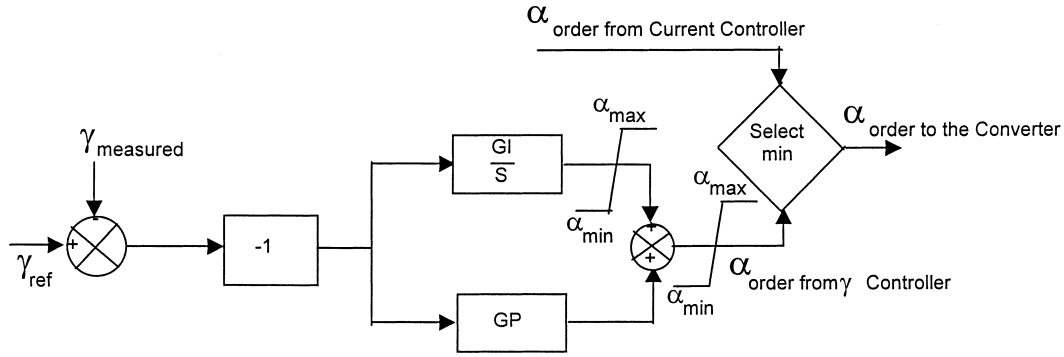 α order from Current Controller
γ measured
-
+
γ ref
-1
GI
S
GP
α max
α min
+
+
α max
α min
Select
min
α order to the Converter
α order from γ Controller